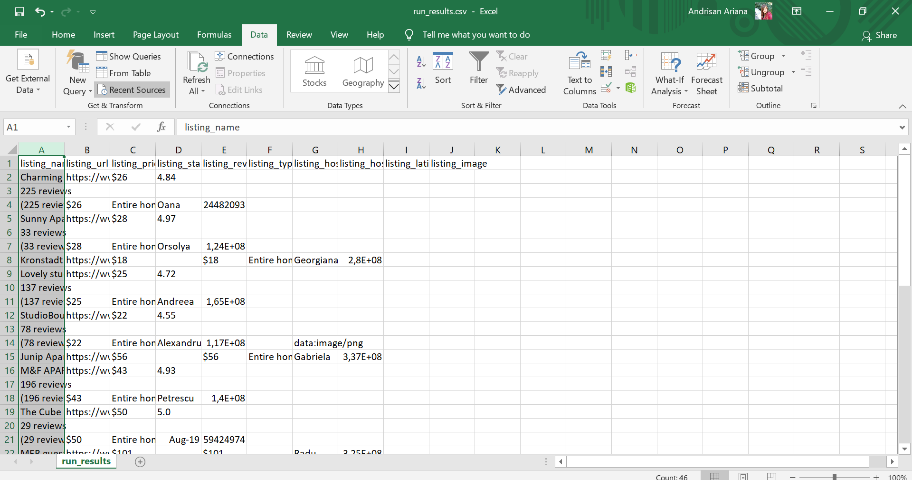 run_results.csv - Excel
Andrisan Ariana
File Home Insert Page Layout Formulas Data Review View Help Tell me what you want to do Share
Get External Data
New Query
Show Queries
From Table
Recent Sources
Get & Transform
Refresh All
Connections
Properties
Edit Links
Connections
Stocks
Geography
Data Types
Sort
Filter
Clear
Reapply
Advanced
Sort & Filter
Text to Columns
Data Tools
What-If Analysis
Forecast Sheet
Forecast
Group
Ungroup
Subtotal
Outline
A1 fx listing_name
A B C D E F G H I J K L M N O P Q R S
1 listing_nar listing_url listing_pri listing_sta listing_rev listing_typ listing_ho: listing_ho: listing_lati listing_image
2 Charming https://w $26 4.84
3 225 reviews
4 (225 revie $26 Entire hor Oana 24482093
5 Sunny Apa https://w $28 4.97
6 33 reviews
7 (33 review $28 Entire hor Orsolya 1,24E+08
8 Kronstadt https://w $18 $18 Entire hor Georgiana 2,8E+08
9 Lovely stu https://w $25 4.72
10 137 reviews
11 (137 revie $25 Entire hor Andreea 1,65E+08
12 StudioBou https://w $22 4.55
13 78 reviews
14 (78 review $22 Entire hor Alexandru 1,17E+08 data:image/png
15 Junip Apa https://w $56 $56 Entire hor Gabriela 3,37E+08
16 M&F APAR https://w $43 4.93
17 196 reviews
18 (196 revie $43 Entire hor Petrescu 1,4E+08
19 The Cube https://w $50 5.0
20 29 reviews
21 (29 review $50 Entire hor Aug-19 59424974
22 $101 $101 Radu 3,25E+08
run_results
Count: 46 100%